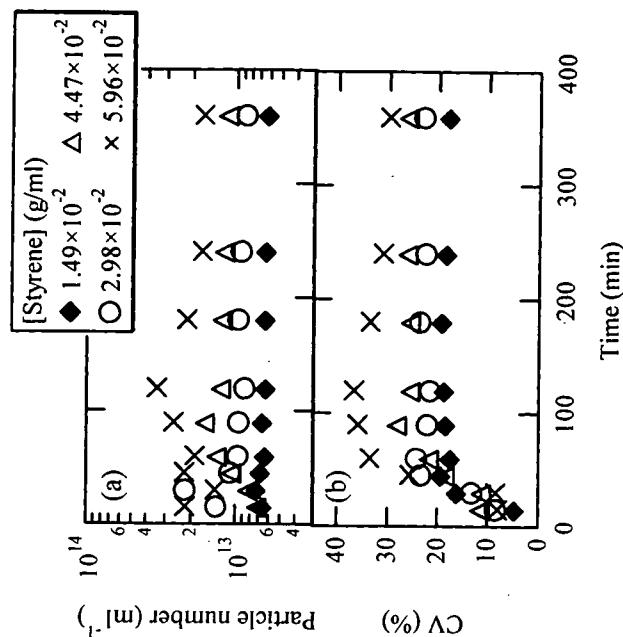 [Styrene] (g/ml)
◆ 1.49×10⁻² △ 4.47×10⁻²
○ 2.98×10⁻² × 5.96×10⁻²
Particle number (ml⁻¹)
10¹⁴
6
4
2
10¹³
6
4
(a)
CV (%)
40
30
20
10
0
(b)
0 100 200 300 400
Time (min)